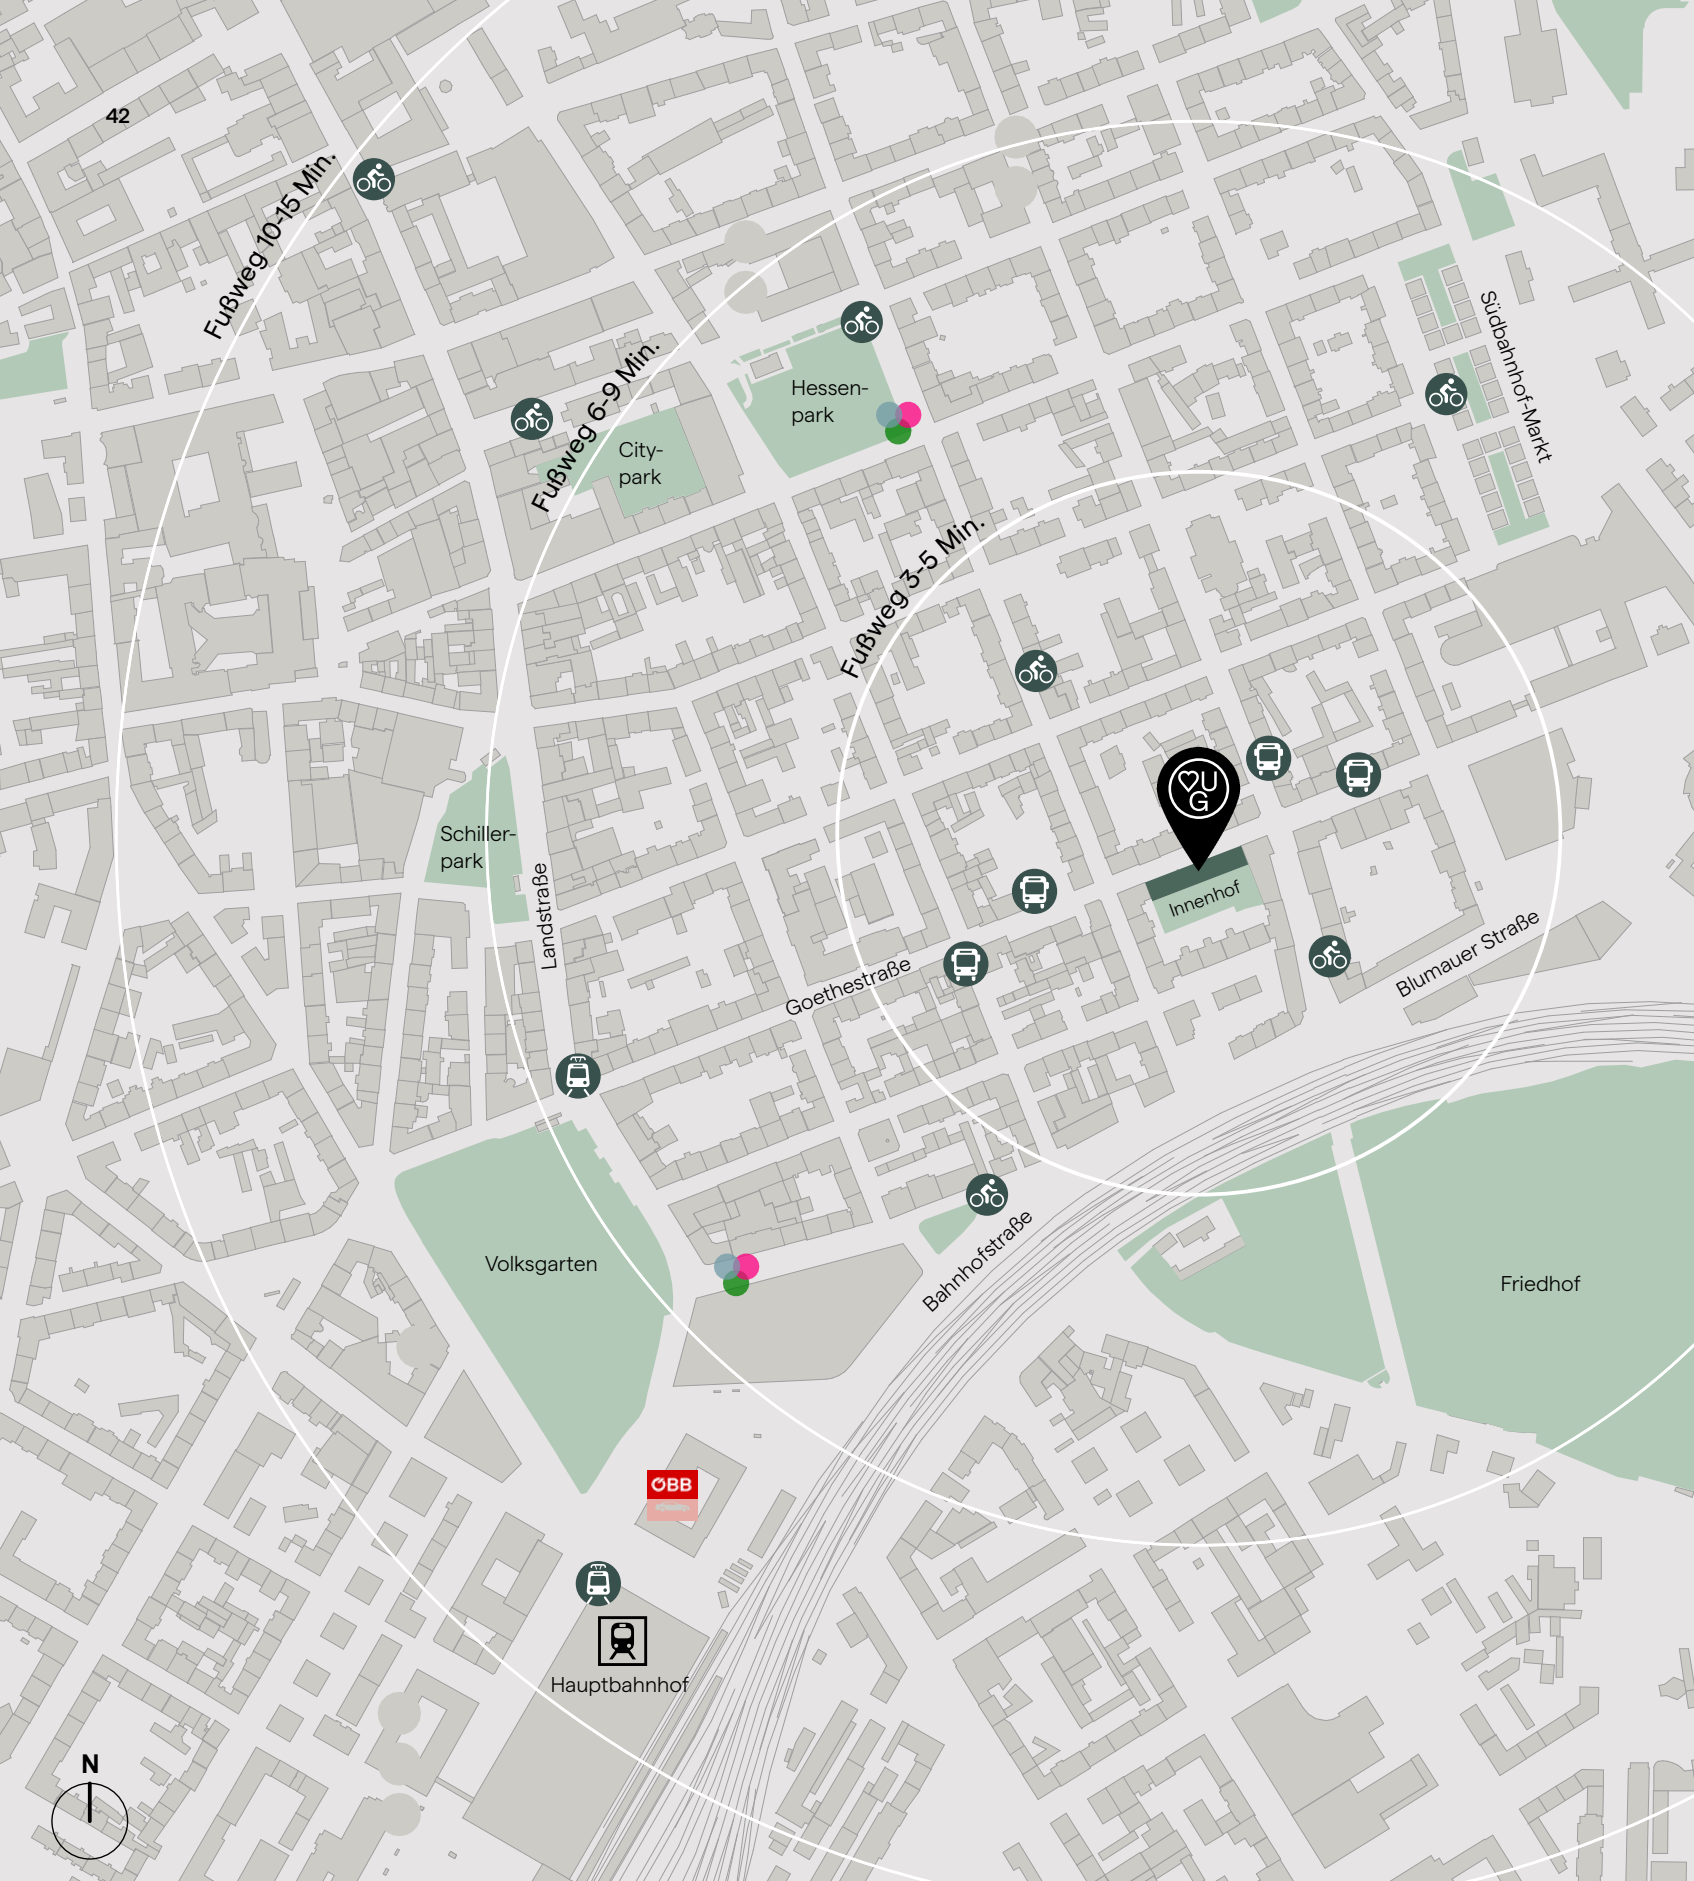 42
Fußweg 10-15 Min.
Fußweg 6-9 Min.
Hessen-
park
Südbahnhof-Markt
City-
park
Fußweg 3-5 Min.
U
G
Schiller-
park
Landstraße
Innenhof
Goethestraße
Blumauer Straße
Bahnhofstraße
Volksgarten
Friedhof
ÖBB
Hauptbahnhof
N